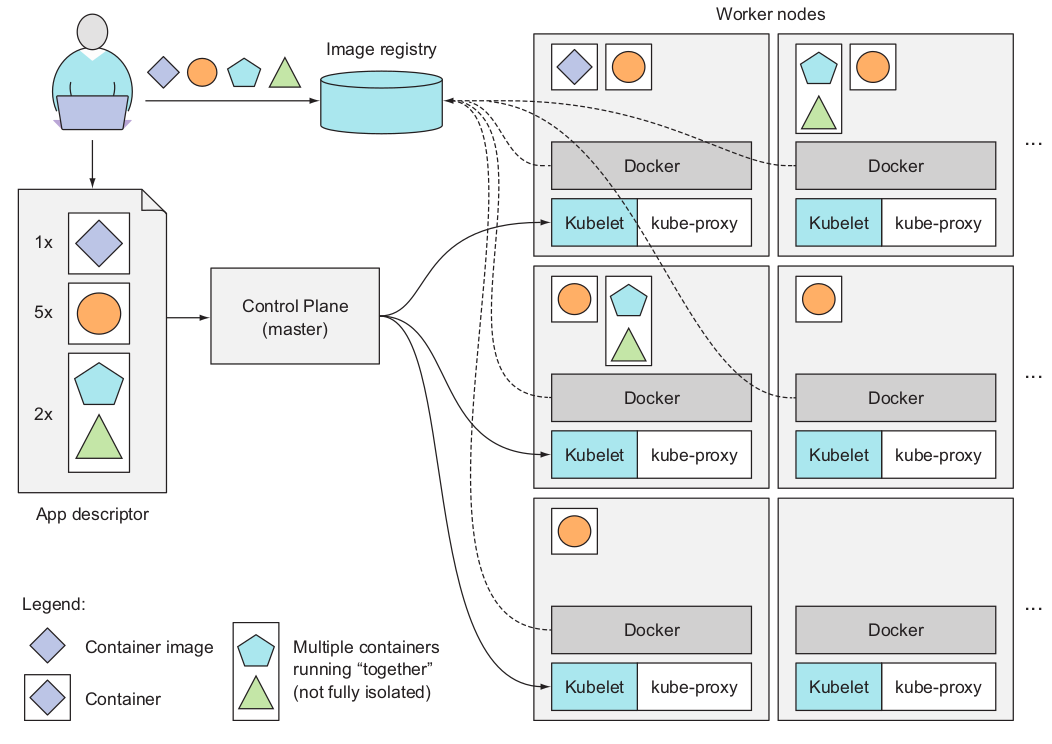 Worker nodes
Image registry
Docker
Kubelet
kube-proxy
Docker
Kubelet
kube-proxy
...
1x
5x
2x
App descriptor
Control Plane
(master)
Docker
Kubelet
kube-proxy
Docker
Kubelet
kube-proxy
...
Docker
Kubelet
kube-proxy
Docker
Kubelet
kube-proxy
...
Legend:
Container image
Container
Multiple containers
running “together”
(not fully isolated)